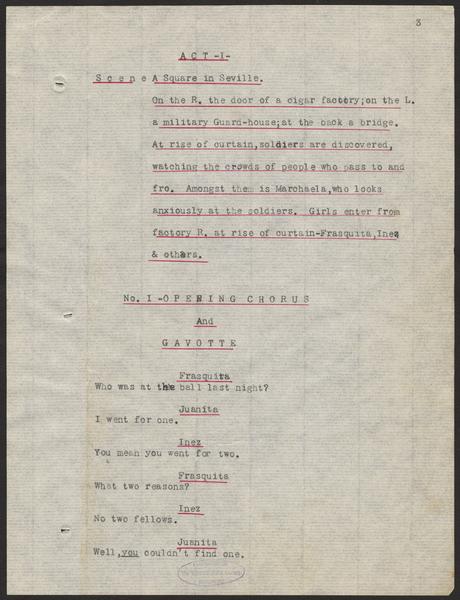 3
ACT -I-
Scene A Square in Seville.
On the R. the door of a cigar factory;on the L.
a military Guard-house;at the back a bridge.
At rise of curtain,soldiers are discovered,
watching the crowds of people who pass to and
fro. Amongst them is Marchaela,who looks
anxiously at the soldiers. Girls enter from
factory R. at rise of curtain-Frasquita,Inez
& others.
No. I -OPENING CHORUS
And
GAVOTTE
Frasquita
Who was at the ball last night?
Juanita
I went for one.
Inez
You mean you went for two.
Frasquita
What two reasons?
Inez
No two fellows.
Juanita
Well,you couldn't find one.